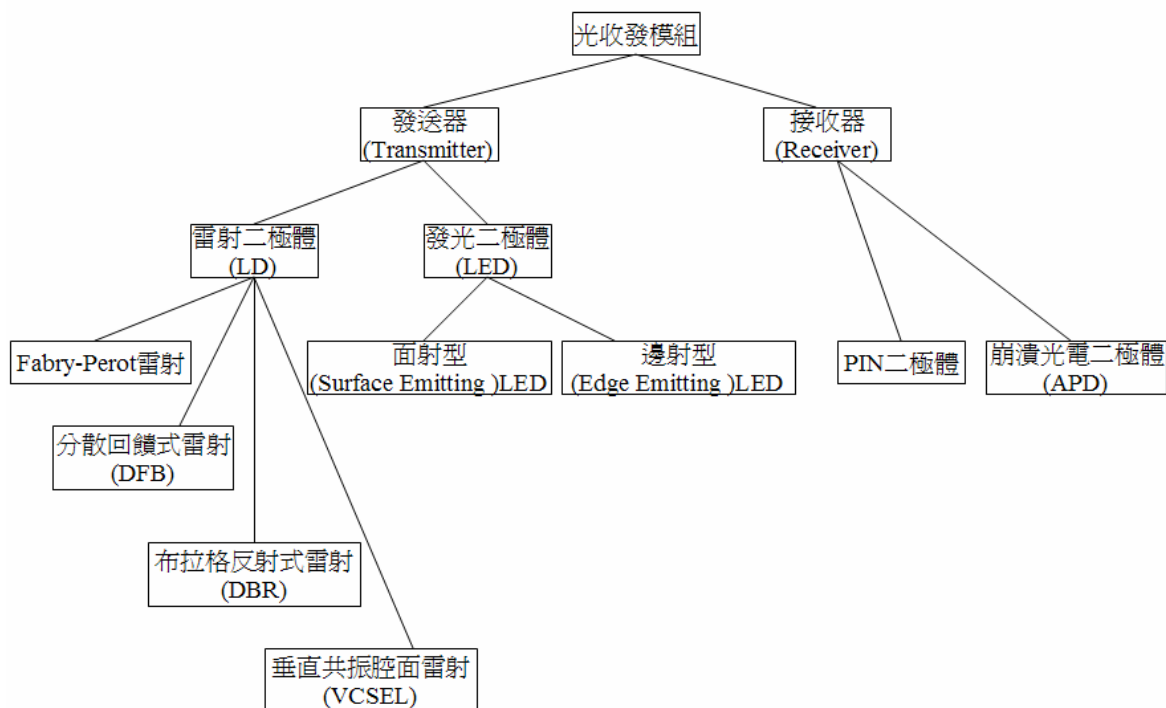 光收發模組
發送器
(Transmitter)
接收器
(Receiver)
雷射二極體
(LD)
發光二極體
(LED)
Fabry-Perot雷射
面射型
(Surface Emitting )LED
邊射型
(Edge Emitting )LED
PIN二極體
崩潰光電二極體
(APD)
分散回饋式雷射
(DFB)
布拉格反射式雷射
(DBR)
垂直共振腔面雷射
(VCSEL)